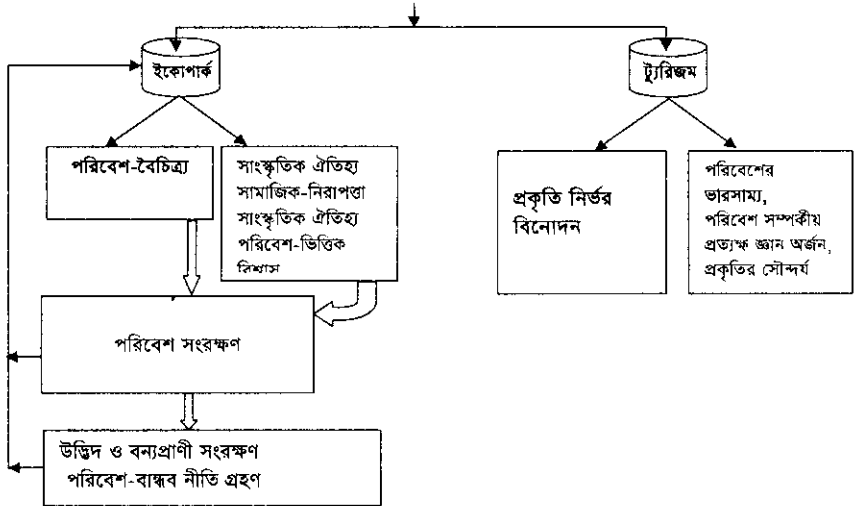 ইকোপার্ক
ট্যুরিজম
পরিবেশ-বৈচিত্র্য
সাংস্কৃতিক ঐতিহ্য
সামাজিক-নিরাপত্তা
সাংস্কৃতিক ঐতিহ্য
পরিবেশ-ভিত্তিক
বিশ্বাস
প্রকৃতি নির্ভর
বিনোদন
পরিবেশের
ভারসাম্য,
পরিবেশ সম্পর্কীয়
প্রত্যক্ষ জ্ঞান অর্জন,
প্রকৃতির সৌন্দর্য
পরিবেশ সংরক্ষণ
উদ্ভিদ ও বন্যপ্রাণী সংরক্ষণ
পরিবেশ-বান্ধব নীতি গ্রহণ